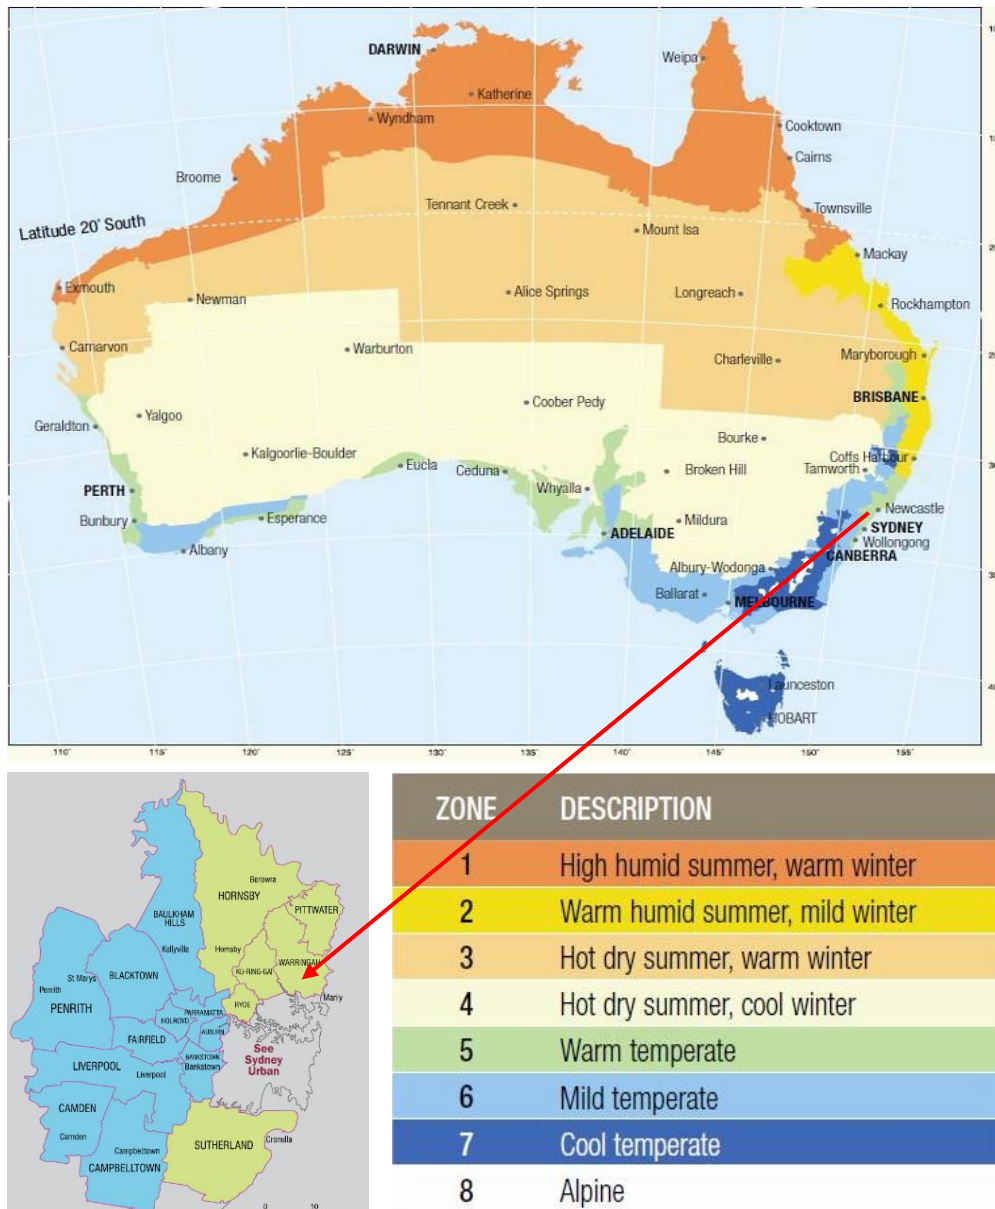 DARWIN
Weipa
Katherine
Wyndham
Cooktown
Cairns
Broome
Tennant Creek
Townsville
Latitude 20° South
Mount Isa
Mackay
Exmouth
Newman
Alice Springs
Longreach
Rockhampton
Carnarvon
Warburton
Charleville
Maryborough
BRISBANE
Yalgoo
Coober Pedy
Geraldton
Bourke
Kalgoorlie-Boulder
Eucla
Ceduna
Broken Hill
Coffs Harbour
Tamworth
PERTH
Whyalla
Newcastle
Bunbury
Esperance
Mildura
SYDNEY
ADELAIDE
Wollongong
Albany
CANBERRA
Albury-Wodonga
Ballarat
MELBOURNE
Launceston
HOBART
110° 115° 120° 125° 130° 135° 140° 145° 150° 155°
Berowra
HORNSBY
PITTWATER
BAULKHAM
HILLS
Kellyville
Hornsby
WARRINGAH
KU-RING-GAI
St Marys
BLACKTOWN
Penrith
PENRITH
Manly
RYDE
PARRAMATTA
HOLROYD
AUBURN
FAIRFIELD
See
Sydney
Urban
BANKSTOWN
Bankstown
LIVERPOOL
Liverpool
CAMDEN
Camden
Cronulla
SUTHERLAND
Campbelltown
CAMPBELLTOWN
0 10
ZONE DESCRIPTION
1 High humid summer, warm winter
2 Warm humid summer, mild winter
3 Hot dry summer, warm winter
4 Hot dry summer, cool winter
5 Warm temperate
6 Mild temperate
7 Cool temperate
8 Alpine